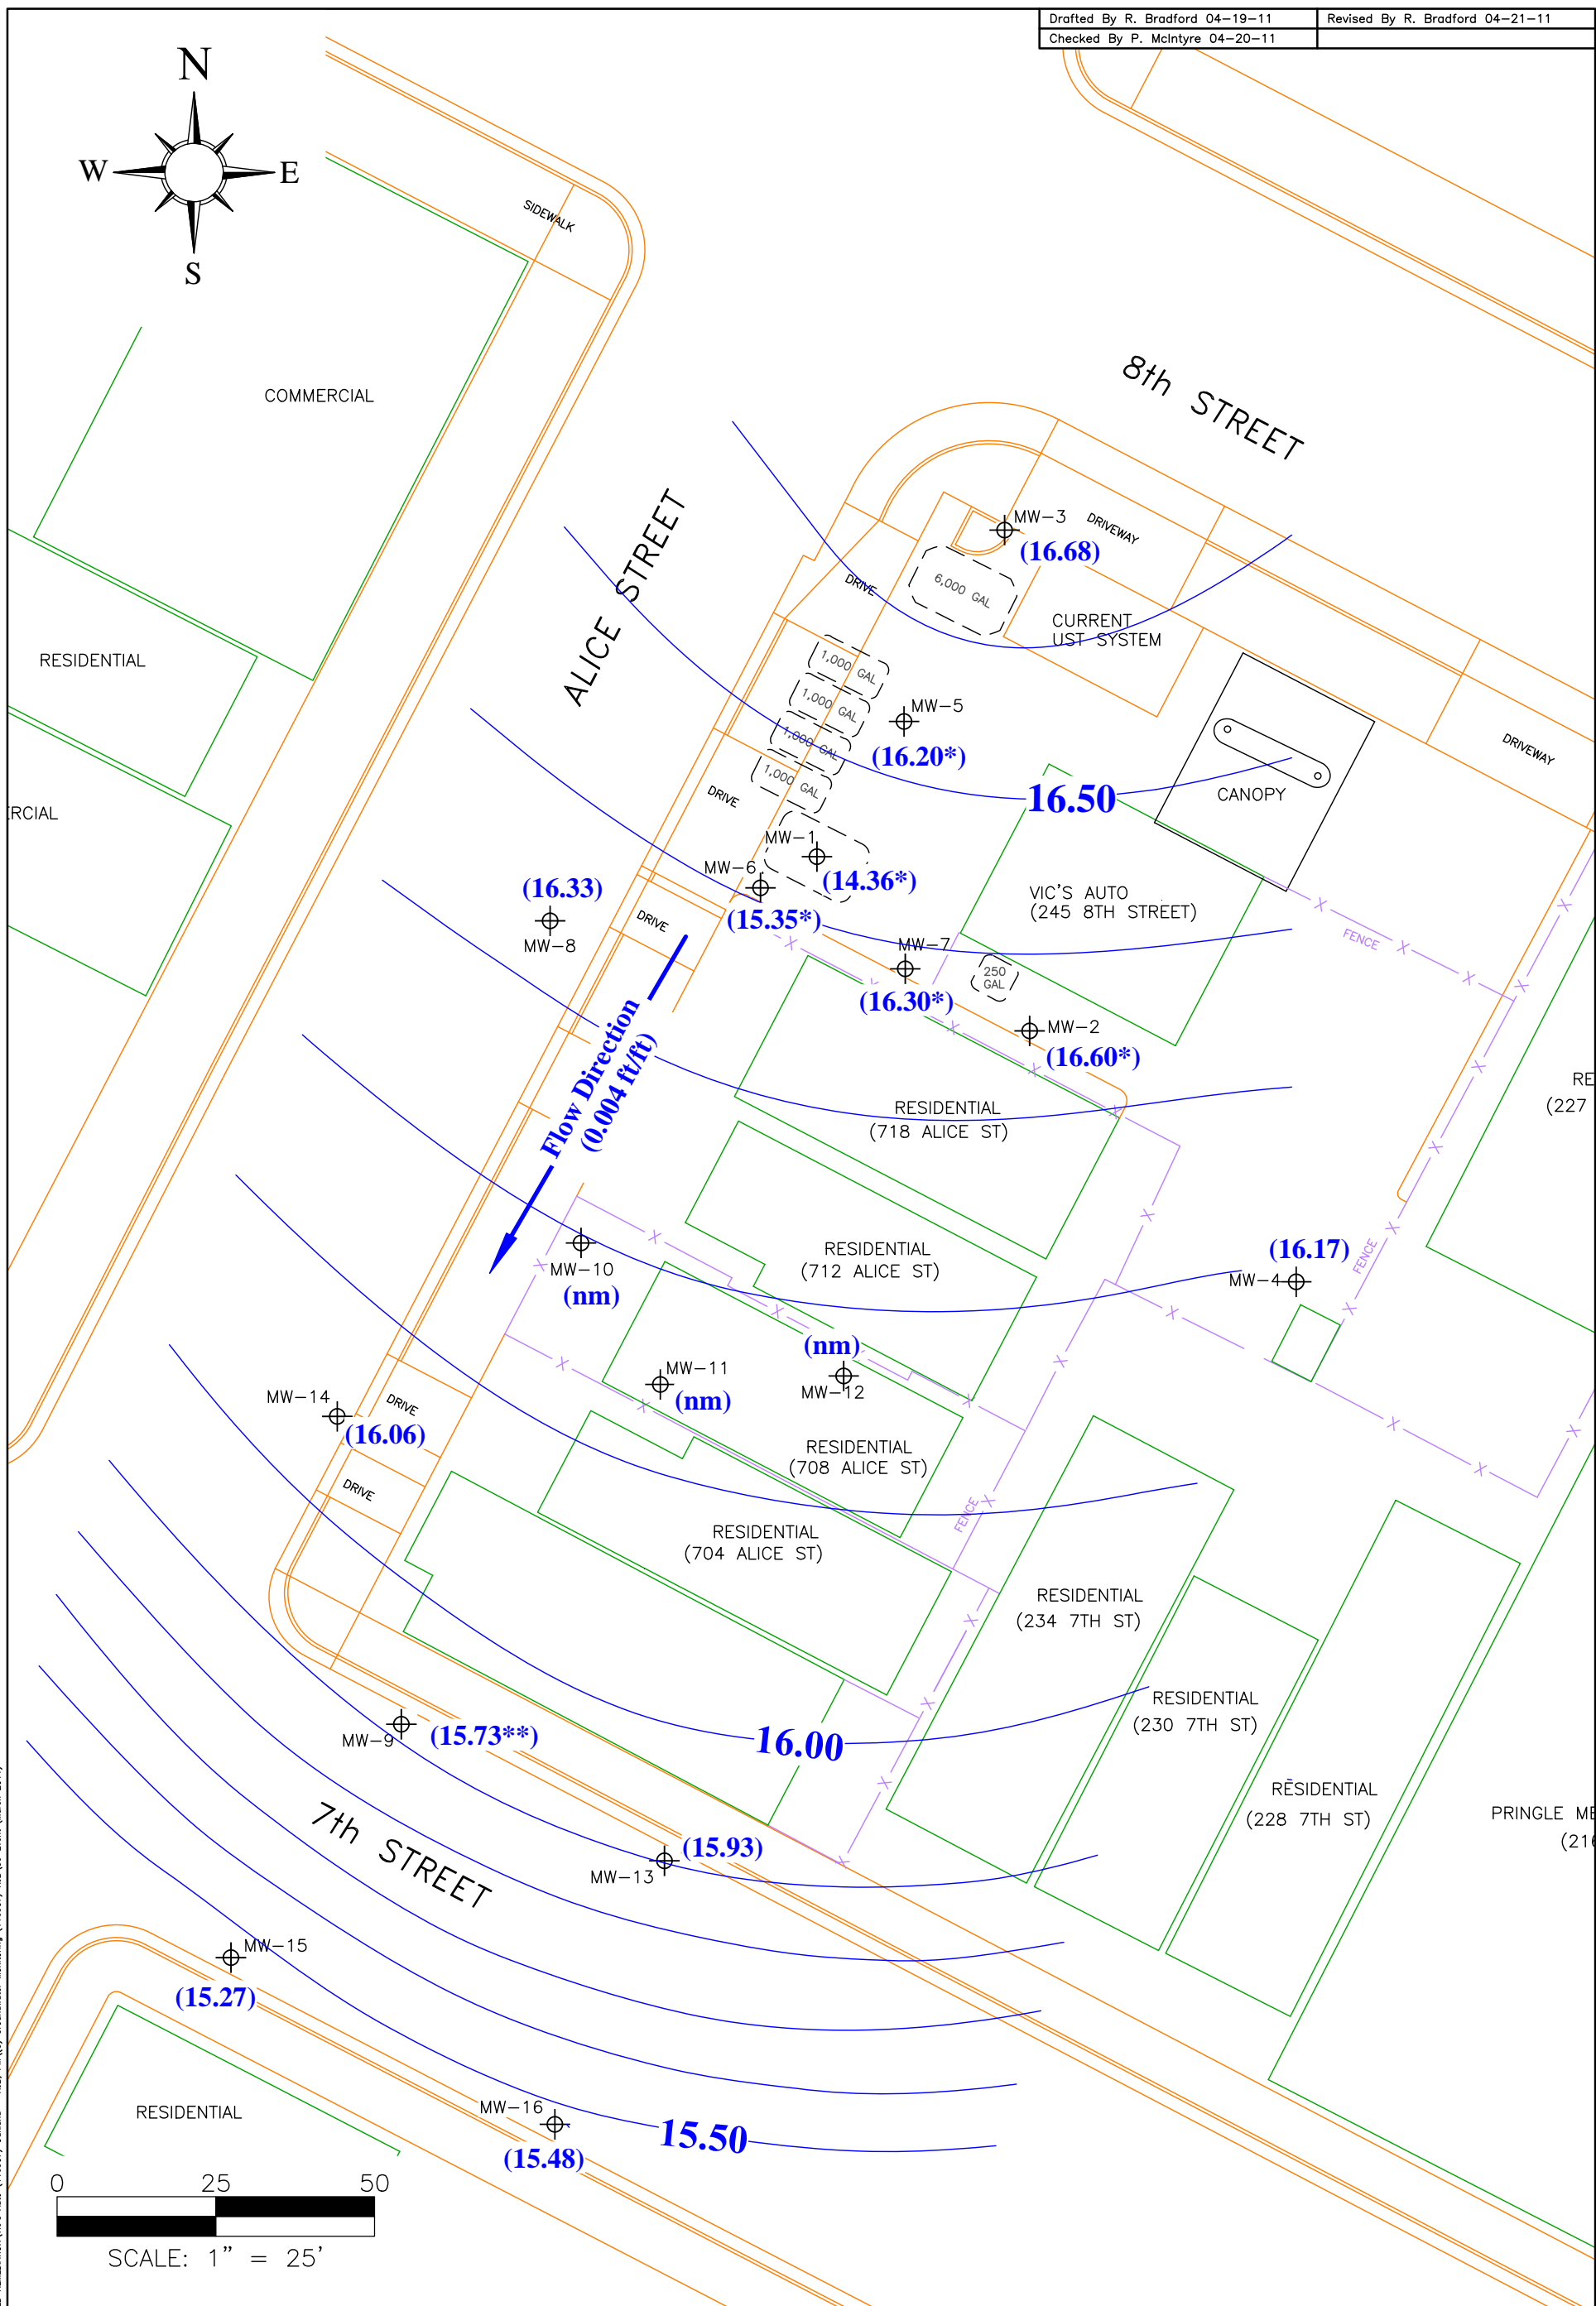 Drafted By R. Bradford 04-19-11
Revised By R. Bradford 04-21-11
Checked By P. McIntyre 04-20-11
N
W
E
S
SIDEWALK
COMMERCIAL
8th STREET
ALICE STREET
MW-3
(16.68)
DRIVEWAY
DRIVE
6,000 GAL
CURRENT
UST SYSTEM
RESIDENTIAL
1,000 GAL
1,000 GAL
1,000 GAL
1,000 GAL
MW-5
(16.20*)
DRIVEWAY
DRIVE
16.50
CANOPY
RCIAL
MW-1
(14.36*)
MW-6
(15.35*)
(16.33)
MW-8
DRIVE
VIC'S AUTO
(245 8TH STREET)
FENCE
MW-7
(16.30*)
250
GAL
MW-2
(16.60*)
Flow Direction
(0.004 ft/ft)
RE
(227
RESIDENTIAL
(718 ALICE ST)
RESIDENTIAL
(712 ALICE ST)
MW-10
(nm)
(16.17)
MW-4
FENCE
(nm)
MW-12
MW-11
(nm)
MW-14
(16.06)
DRIVE
RESIDENTIAL
(708 ALICE ST)
DRIVE
FENCE
RESIDENTIAL
(704 ALICE ST)
RESIDENTIAL
(234 7TH ST)
RESIDENTIAL
(230 7TH ST)
MW-9
(15.73**)
16.00
RESIDENTIAL
(228 7TH ST)
PRINGLE ME
(216
7th STREET
(15.93)
MW-13
MW-15
(15.27)
RESIDENTIAL
MW-16
(15.48)
15.50
0 25 50
SCALE: 1" = 25'